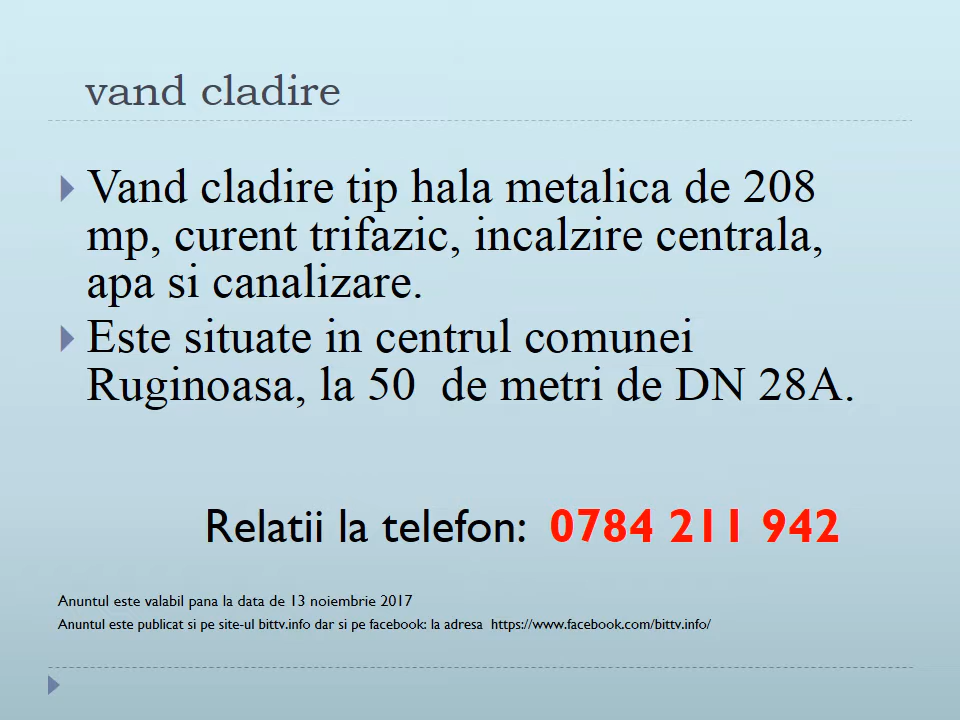 vand cladire
Vand cladire tip hala metalica de 208
mp, curent trifazic, incalzire centrala,
apa si canalizare.
Este situate in centrul comunei
Ruginoasa, la 50  de metri de DN 28A.
Relatii la telefon:  0784 211 942
Anuntul este valabil pana la data de 13 noiembrie 2017
Anuntul este publicat si pe site-ul bittv.info dar si pe facebook: la adresa  https://www.facebook.com/bittv.info/